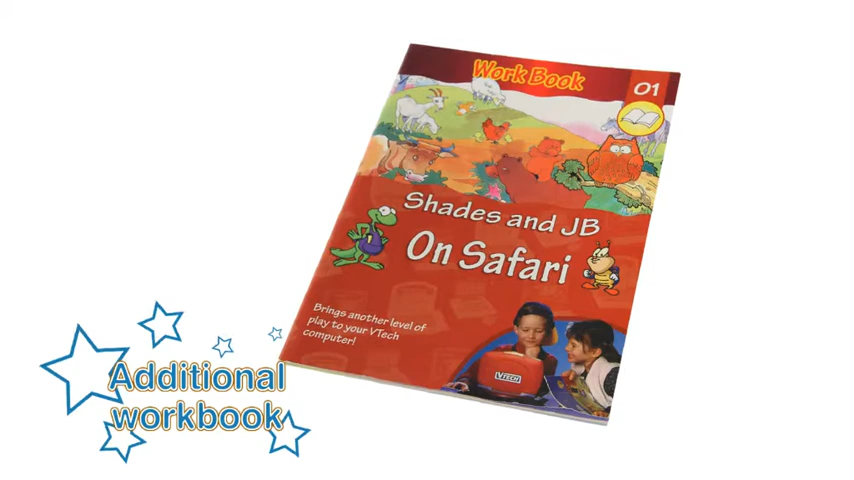 Work Book
01
Shades and JB
On Safari
Brings another level of
play to your VTech
computer!
VTECH
Additional
workbook